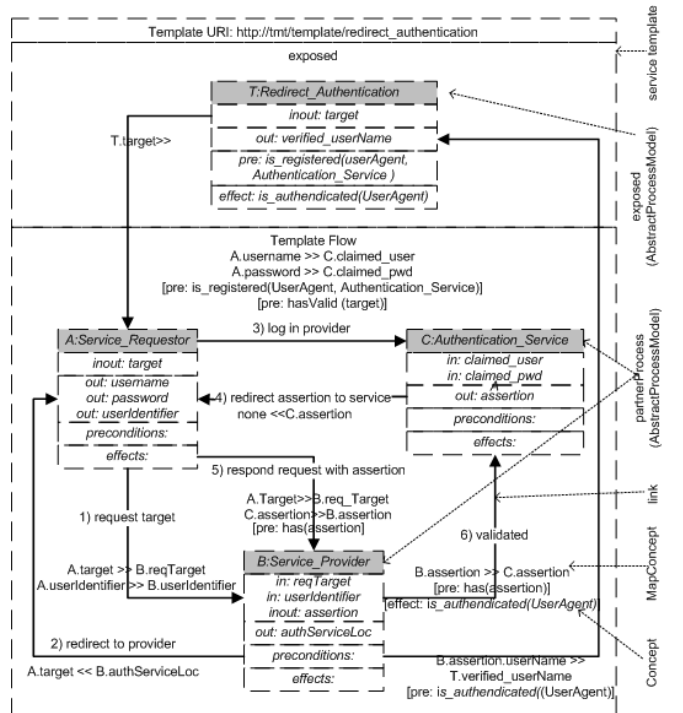 Template URI: http://tmt/template/redirect_authentication
exposed
T:Redirect_Authentication
inout: target
out: verified_userName
pre: is_registered(userAgent,
Authentication_Service )
effect: is_authendicated(UserAgent)
T.target>>
Template Flow
A.username >> C.claimed_user
A.password >> C.claimed_pwd
[pre: is_registered(UserAgent, Authentication_Service)]
[pre: hasValid (target)]
3) log in provider
A:Service_Requestor
inout: target
out: username
out: password
out: userIdentifier
preconditions:
effects:
C:Authentication_Service
in: claimed_user
in: claimed_pwd
out: assertion
preconditions:
effects:
4) redirect assertion to service
none <<C.assertion
5) respond request with assertion
A.Target>>B.req_Target
C.assertion>>B.assertion
[pre: has(assertion]
1) request target
A.target >> B.reqTarget
A.userIdentifier >> B.userIdentifier
6) validated
B.assertion >> C.assertion
[pre: has(assertion)]
[effect: is_authendicated(UserAgent)]
B:Service_Provider
in: reqTarget
in: userIdentifier
inout: assertion
out: authServiceLoc
preconditions:
effects:
2) redirect to provider
A.target << B.authServiceLoc
B.assertion.userName >>
T.verified_userName
[pre: is_authendicated((UserAgent)]
service template
exposed
(AbstractProcessModel)
partnerProcess
(AbstractProcessModel)
link
MapConcept
Concept